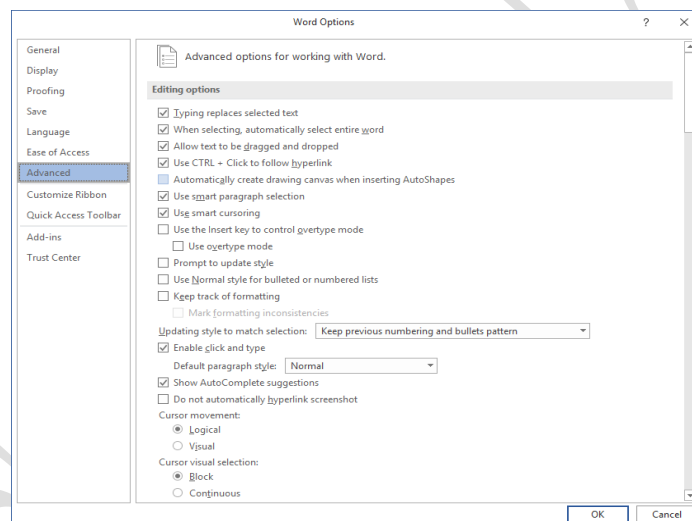 Word Options
?
General
Display
Proofing
Save
Language
Ease of Access
Advanced
Customize Ribbon
Quick Access Toolbar
Add-ins
Trust Center
Advanced options for working with Word.
Editing options
Typing replaces selected text
When selecting, automatically select entire word
Allow text to be dragged and dropped
Use CTRL + Click to follow hyperlink
Automatically create drawing canvas when inserting AutoShapes
Use smart paragraph selection
Use smart cursoring
Use the Insert key to control overtype mode
Use overtype mode
Prompt to update style
Use Normal style for bulleted or numbered lists
Keep track of formatting
Mark formatting inconsistencies
Updating style to match selection: Keep previous numbering and bullets pattern
Enable click and type
Default paragraph style: Normal
Show AutoComplete suggestions
Do not automatically hyperlink screenshot
Cursor movement:
Logical
Visual
Cursor visual selection:
Block
Continuous
OK Cancel